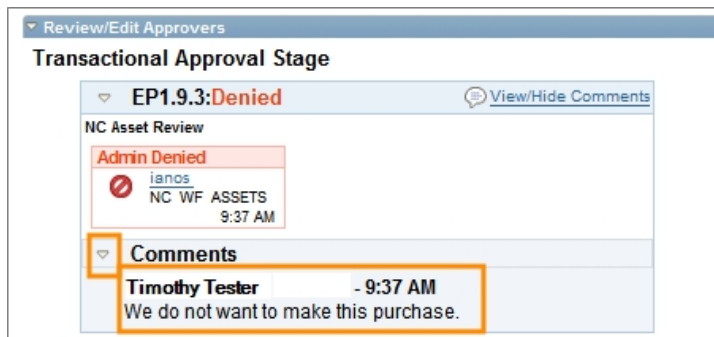 Review/Edit Approvers
Transactional Approval Stage
EP1.9.3:Denied View/Hide Comments
NC Asset Review
Admin Denied
ianos
NC WF ASSETS
9:37 AM
Comments
Timothy Tester - 9:37 AM
We do not want to make this purchase.